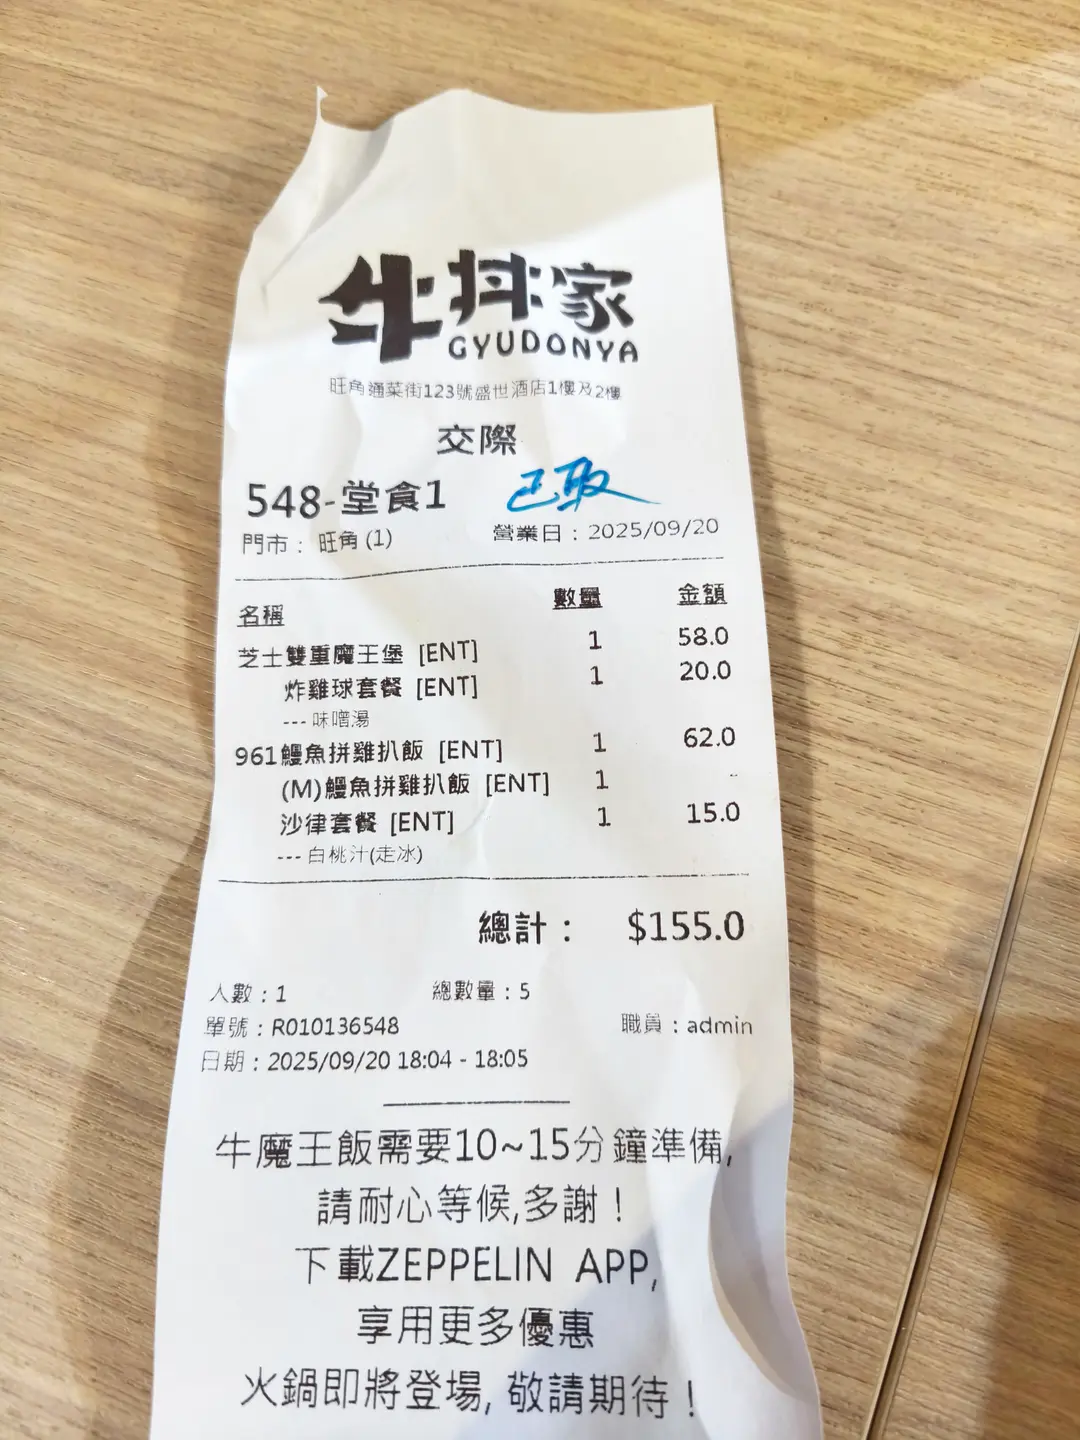 牛丼家
GYUDONYA
旺角通菜街123號盛世酒店1樓及2樓
交際
548-堂食1 已取
門市： 旺角 (1) 營業日：2025/09/20
名稱 數量 金額
芝士雙重魔王堡 [ENT] 1 58.0
炸雞球套餐 [ENT] 1 20.0
--- 味噌湯
961鰻魚拼雞扒飯 [ENT] 1 62.0
(M)鰻魚拼雞扒飯 [ENT] 1 -
沙律套餐 [ENT] 1 15.0
--- 白桃汁(走冰)
總計： $155.0
人數：1 總數量：5
單號：R010136548 職員：admin
日期：2025/09/20 18:04 - 18:05
牛魔王飯需要10~15分鐘準備,
請耐心等候,多謝！
下載ZEPPELIN APP,
享用更多優惠
火鍋即將登場, 敬請期待！